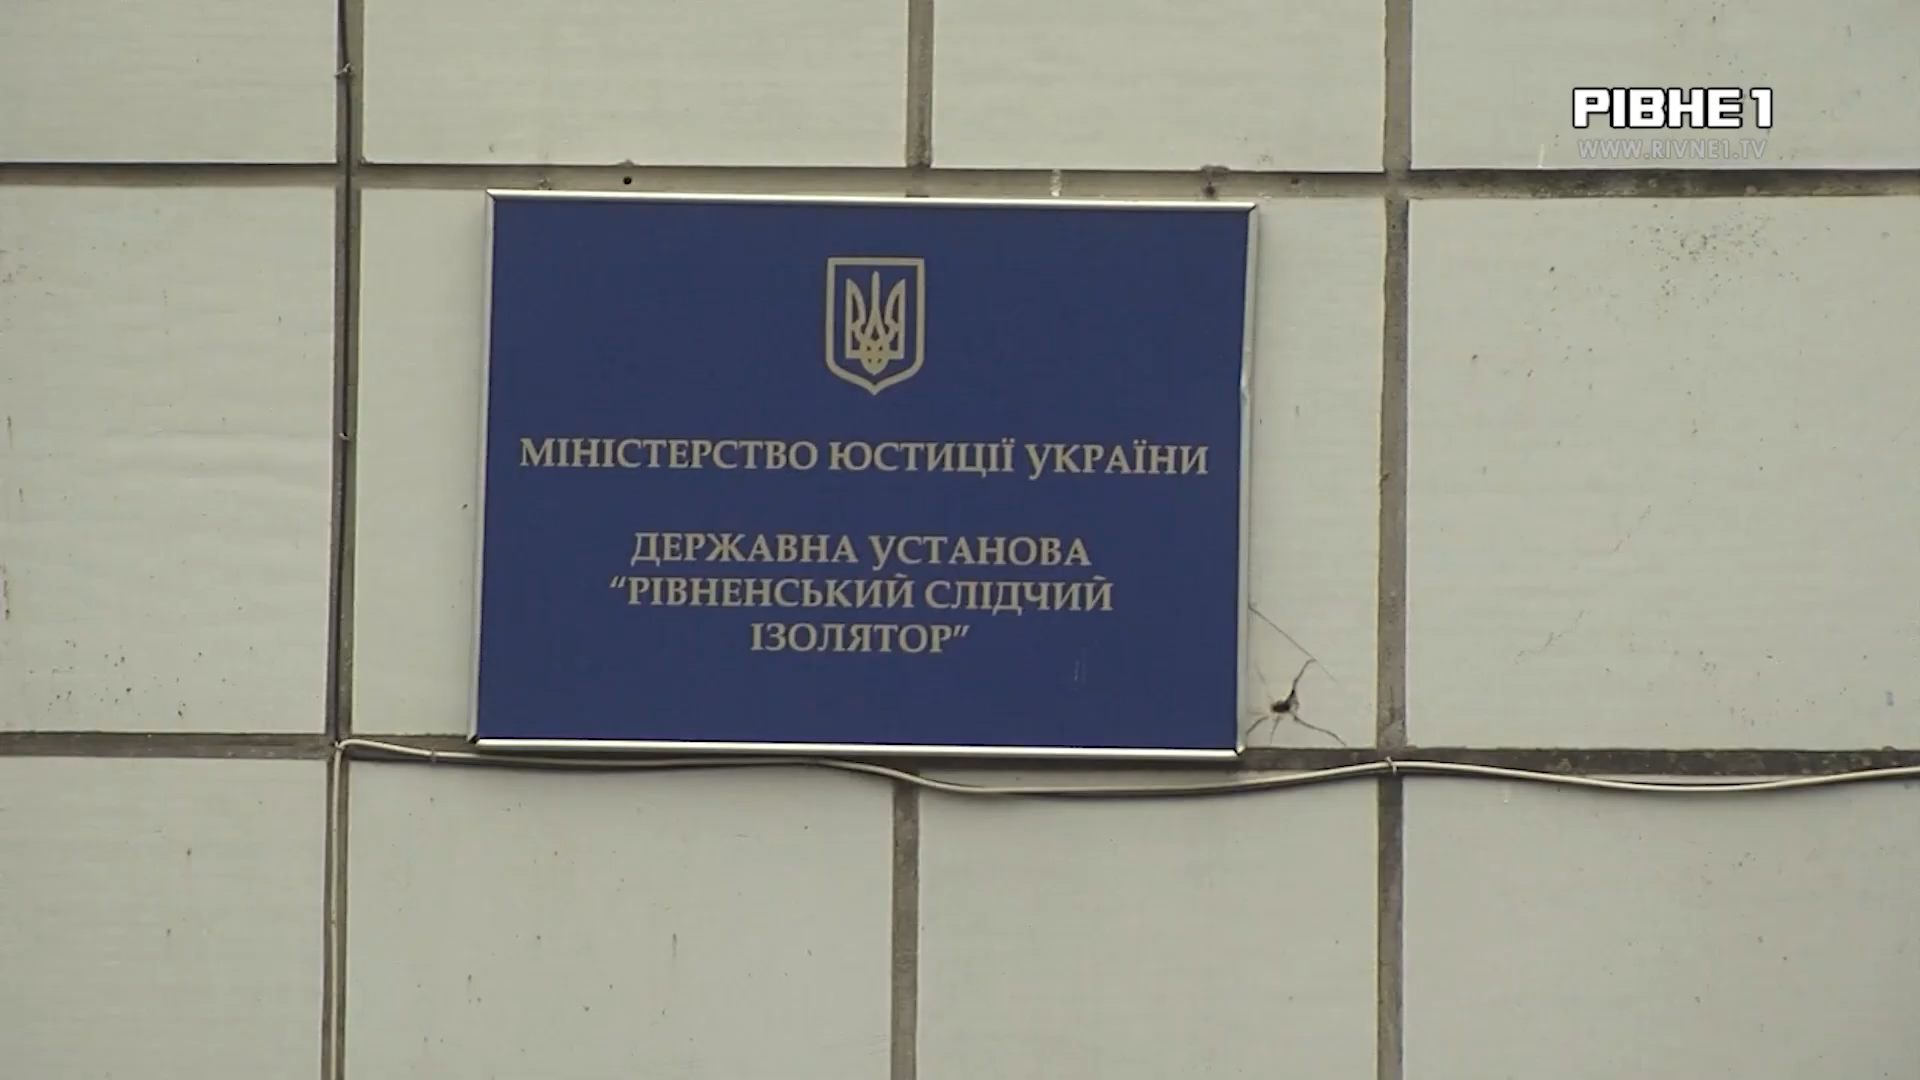 РІВНЕ 1
WWW.RIVNE1.TV
МІНІСТЕРСТВО ЮСТИЦІЇ УКРАЇНИ
ДЕРЖАВНА УСТАНОВА
“РІВНЕНСЬКИЙ СЛІДЧИЙ
ІЗОЛЯТОР”